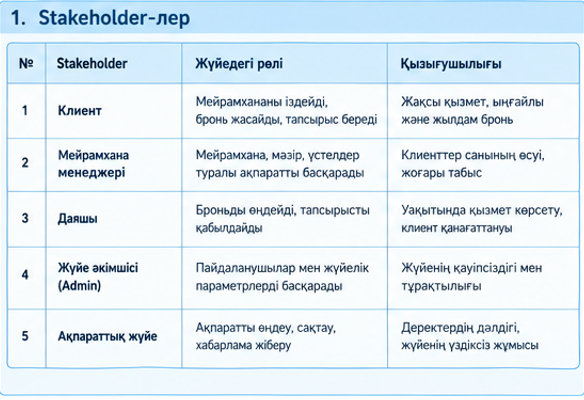 1. Stakeholder-лер
№ Stakeholder Жүйедегі рөлі Қызығушылығы
1 Клиент Мейрамхананы іздейді, Жақсы қызмет, ыңғайлы
бронь жасайды, тапсырыс береді және жылдам бронь
2 Мейрамхана Мейрамхана, мәзір, үстелдер Клиенттер санының өсуі,
менеджері туралы ақпаратты басқарады жоғары табыс
3 Даяшы Броньды өңдейді, тапсырысты Уақытында қызмет көрсету,
қабылдайды клиент қанағаттануы
4 Жүйе әкімшісі Пайдаланушылар мен жүйелік Жүйенің қауіпсіздігі мен
(Admin) параметрлерді басқарады тұрақтылығы
5 Ақпараттық жүйе Ақпаратты өңдеу, сақтау, Деректердің дәлдігі,
хабарлама жіберу жүйенің үздіксіз жұмысы